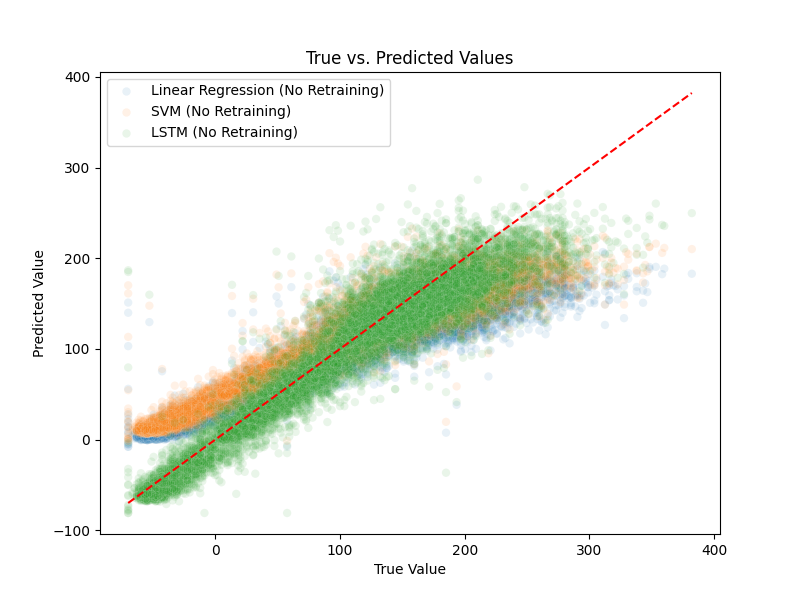 True vs. Predicted Values
Linear Regression (No Retraining)
SVM (No Retraining)
LSTM (No Retraining)
400
300
200
100
0
−100
Predicted Value
0
100
200
300
400
True Value